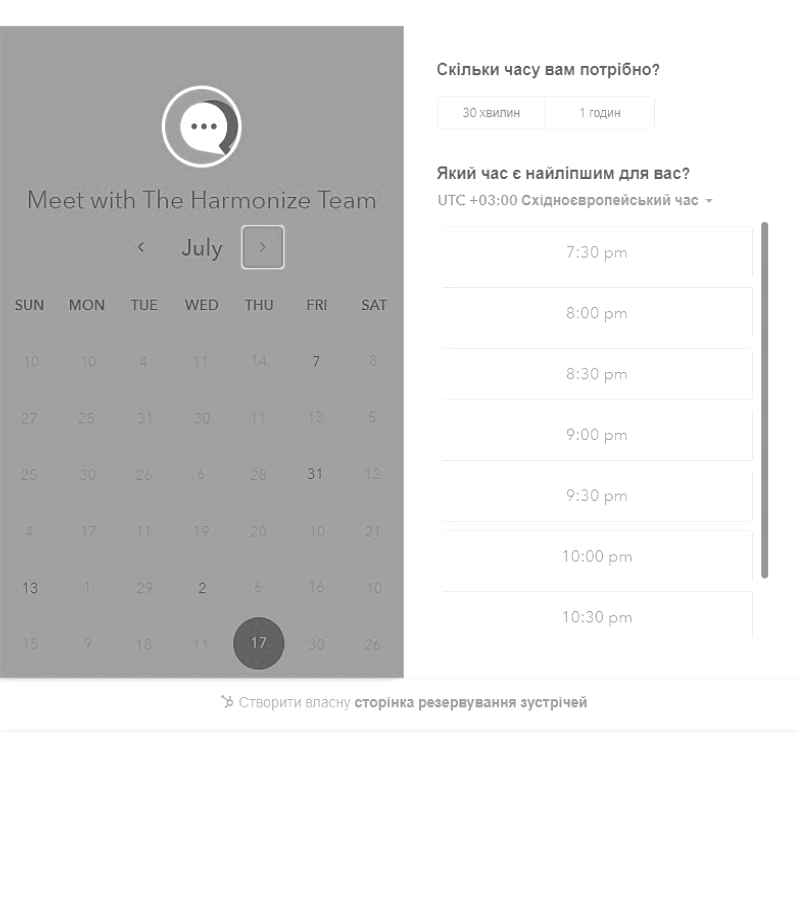 Meet with The Harmonize Team
July
SUN MON TUE WED THU FRI SAT
10 10 4 11 14 7 8
27 25 31 30 11 13 5
25 30 26 6 28 31 12
4 17 11 19 20 10 21
13 1 29 2 6 16 10
15 9 18 11 17 30 26
Скільки часу вам потрібно?
30 хвилин 1 годин
Який час є найліпшим для вас?
UTC +03:00 Східноєвропейський час
7:30 pm
8:00 pm
8:30 pm
9:00 pm
9:30 pm
10:00 pm
10:30 pm
Створити власну сторінка резервування зустрічей